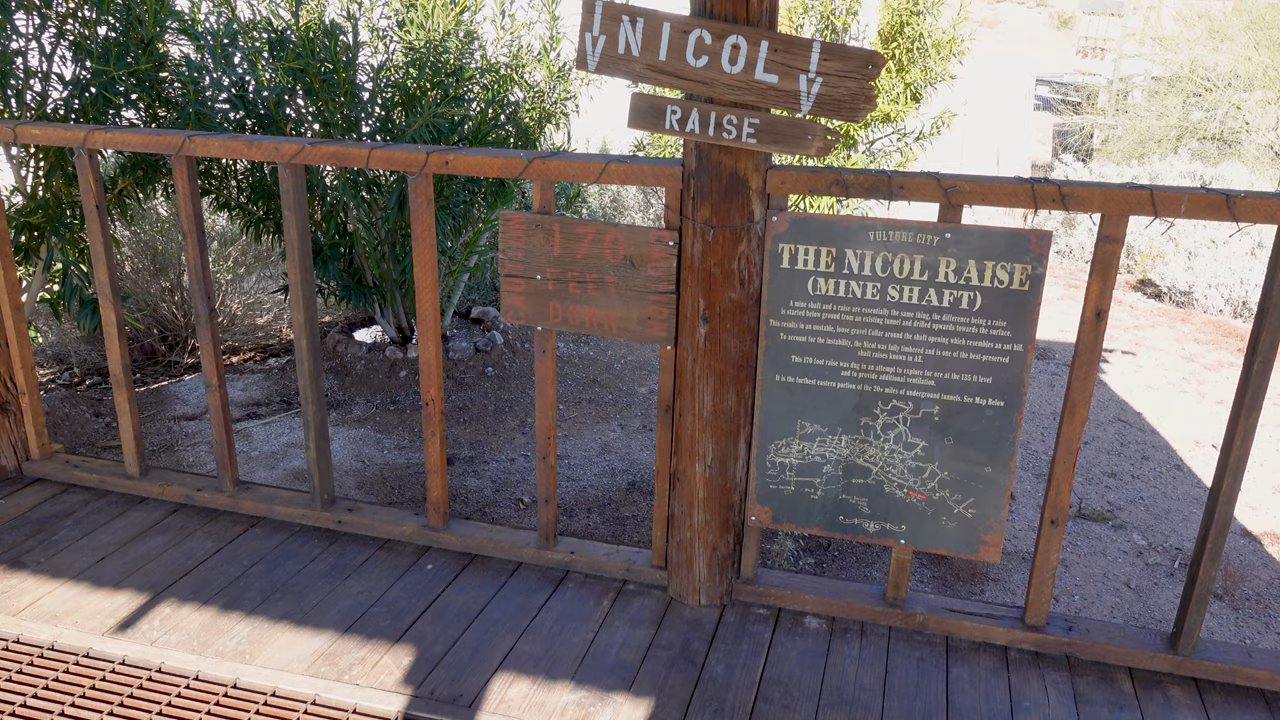 NICOL
RAISE
170
FEET
DOWN
VULTURE CITY
THE NICOL RAISE
(MINE SHAFT)
A mine shaft and a raise are essentially the same thing, the difference being a raise
is started below ground from an existing tunnel and drilled upwards towards the surface.
This results in an unstable, loose gravel Collar around the shaft opening which resembles an ant hill.
To account for the instability, the Nicol was fully timbered and is one of the best-preserved
shaft raises known in AZ.
This 170 foot raise was dug in an attempt to explore for ore at the 135 ft level
and to provide additional ventilation.
It is the furthest eastern portion of the 20+ miles of underground tunnels. See Map Below